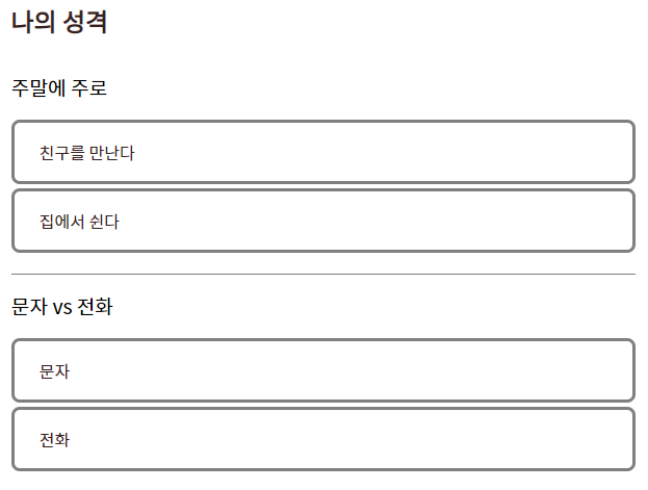 나의 성격
주말에 주로
친구를 만난다
집에서 쉰다
문자 vs 전화
문자
전화